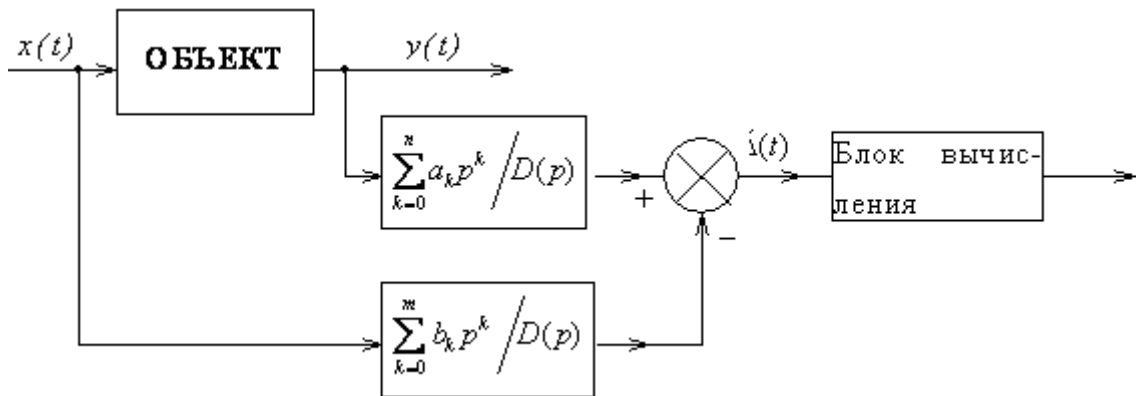 x(t)
ОБЪЕКТ
y(t)
n
∑ a_k p^k / D(p)
k=0
+
(t)
Блок вычис-
ления
−
m
∑ b_k p^k / D(p)
k=0